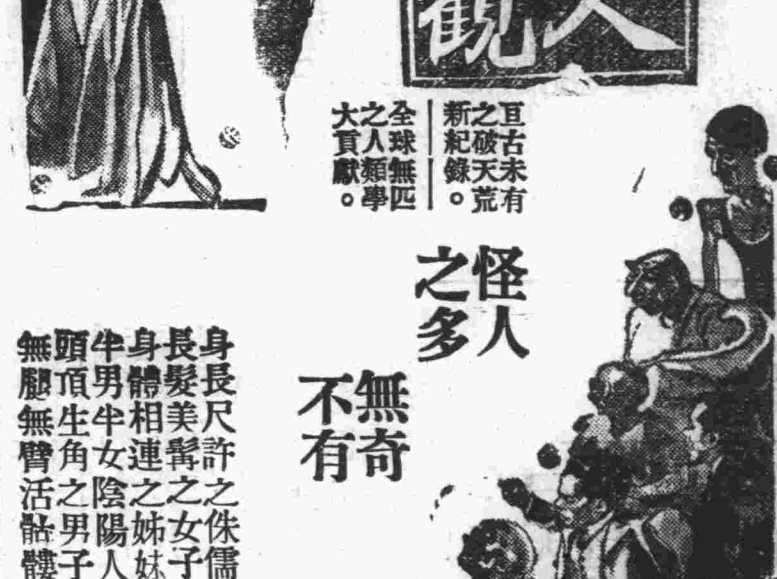 大觀
亘古未有
之破天荒
新紀錄。
全球無匹
之人類學
大貢獻。
怪人
之多
無奇
不有
身長尺許之侏儒
長髮美髯之女子
身體相連之姊妹
半男半女陰陽人
頭頂生角之男子
無腿無臂活骷髏